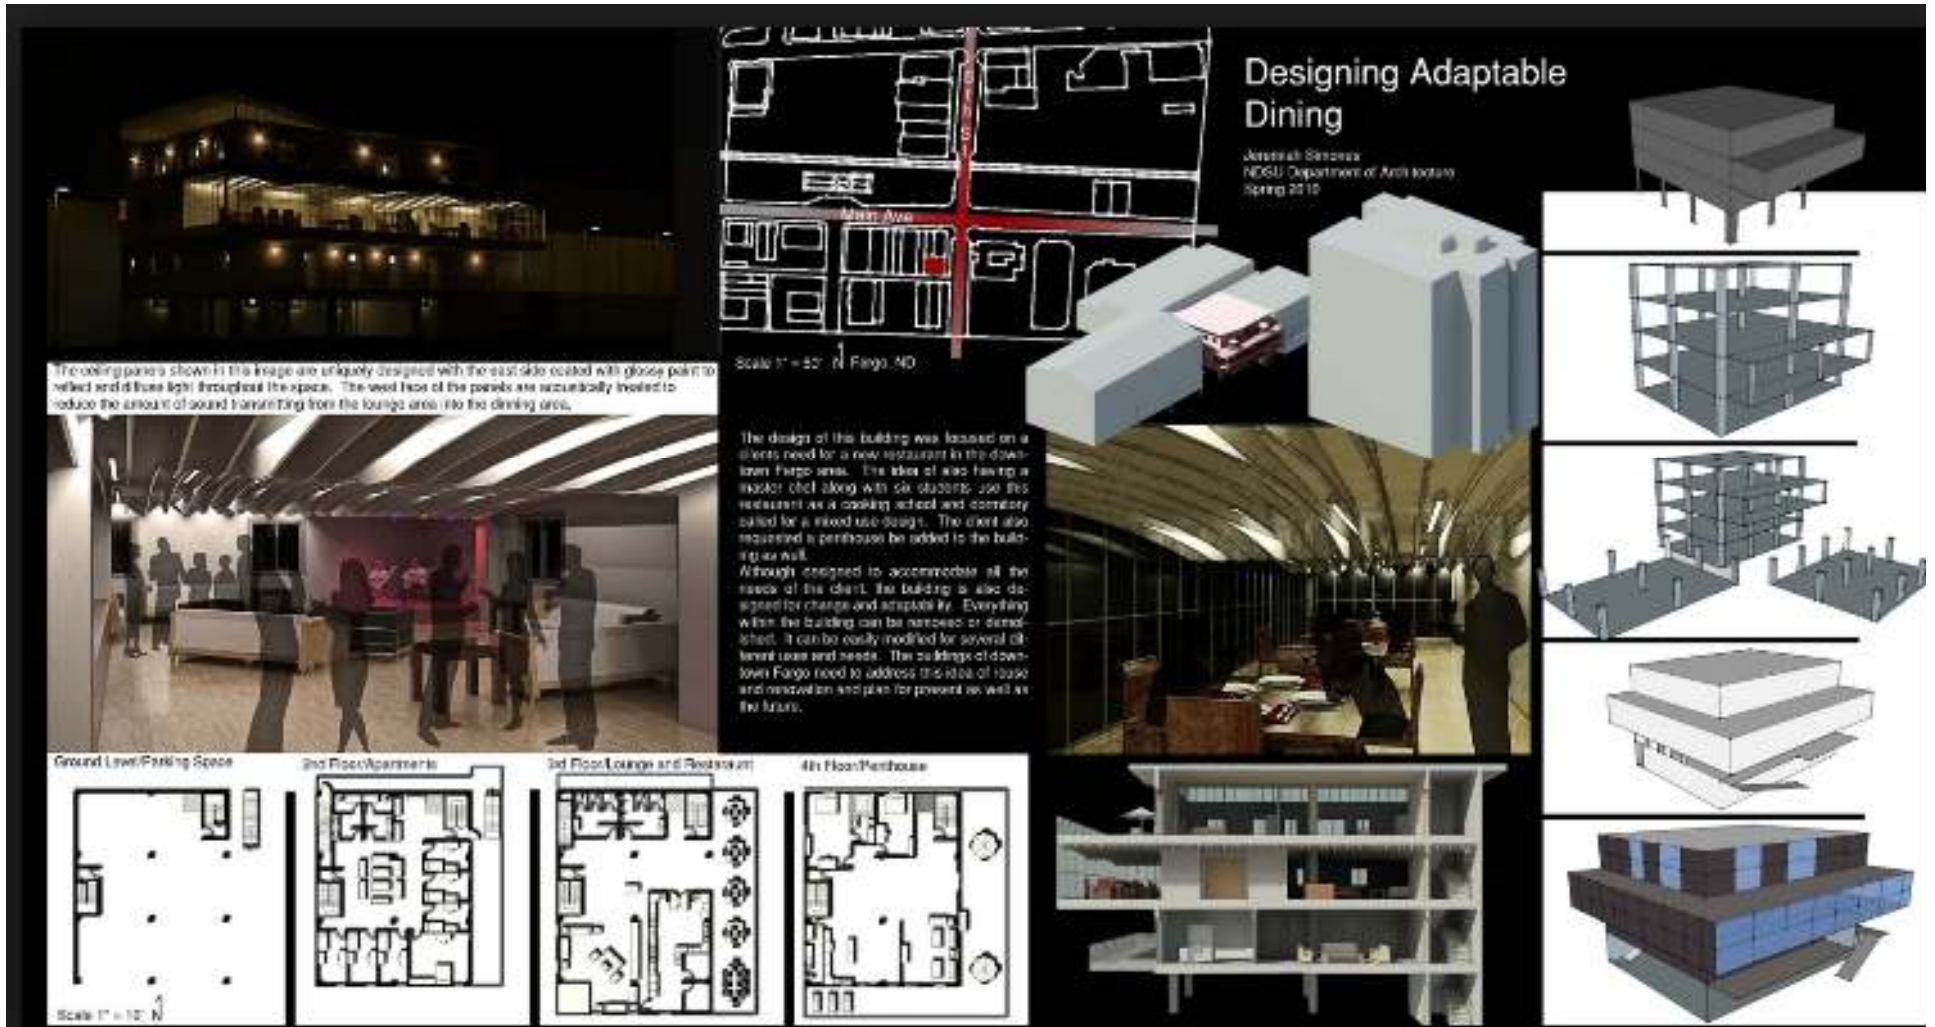 Designing Adaptable
Dining
NDSU Department of Architecture
Spring 2010
Main Ave
Scale 1" = 50' N Fargo, ND
The ceiling panels shown in this image are uniquely designed with the east side coated with glossy paint to
reflect and diffuse light throughout the space. The west face of the panels are acoustically treated to
reduce the amount of sound transmitting from the lounge area into the dinning area.
The design of this building was focused on a
clients need for a new restaurant in the down-
town Fargo area. The idea of also having a
master chef along with six students use this
restaurant as a cooking school and dormitory
called for a mixed use design. The client also
requested a penthouse be added to the build-
ing as well.
Although designed to accommodate all the
needs of the client, the building is also de-
signed for change and adaptability. Everything
within the building can be removed or demol-
ished. It can be easily modified for several dif-
ferent uses and needs. The buildings of down-
town Fargo need to address this idea of reuse
and renovation and plan for present as well as
the future.
Ground Level/Parking Space
2nd Floor/Apartments
3rd Floor/Lounge and Restaraunt
4th Floor/Penthouse
Scale 1" = 10' N